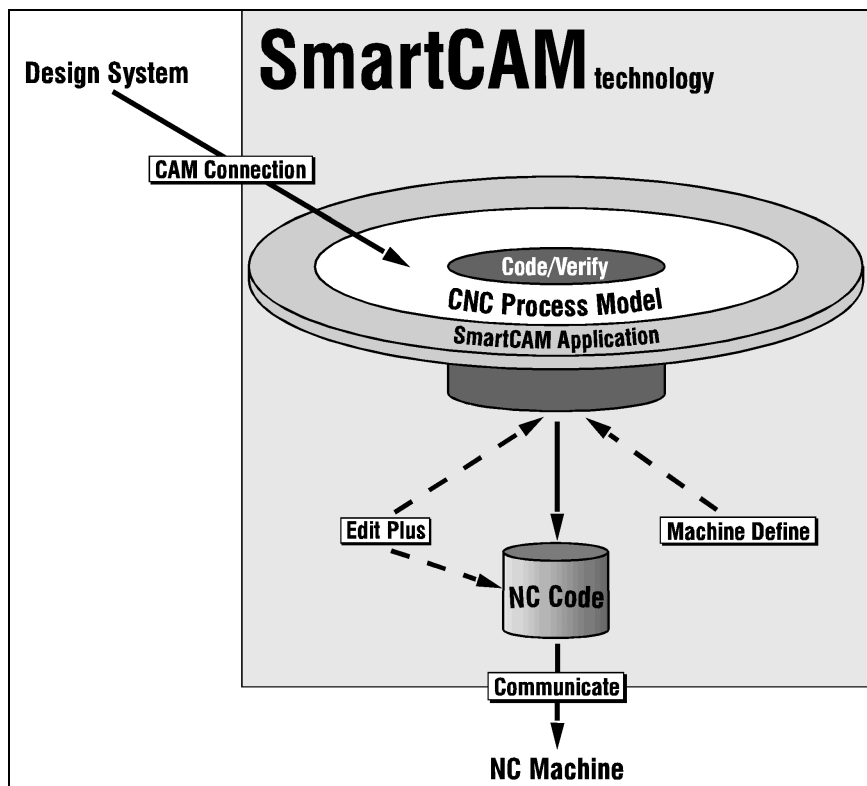 SmartCAM technology
Design System
CAM Connection
Code/Verify
CNC Process Model
SmartCAM Application
Edit Plus
Machine Define
NC Code
Communicate
NC Machine